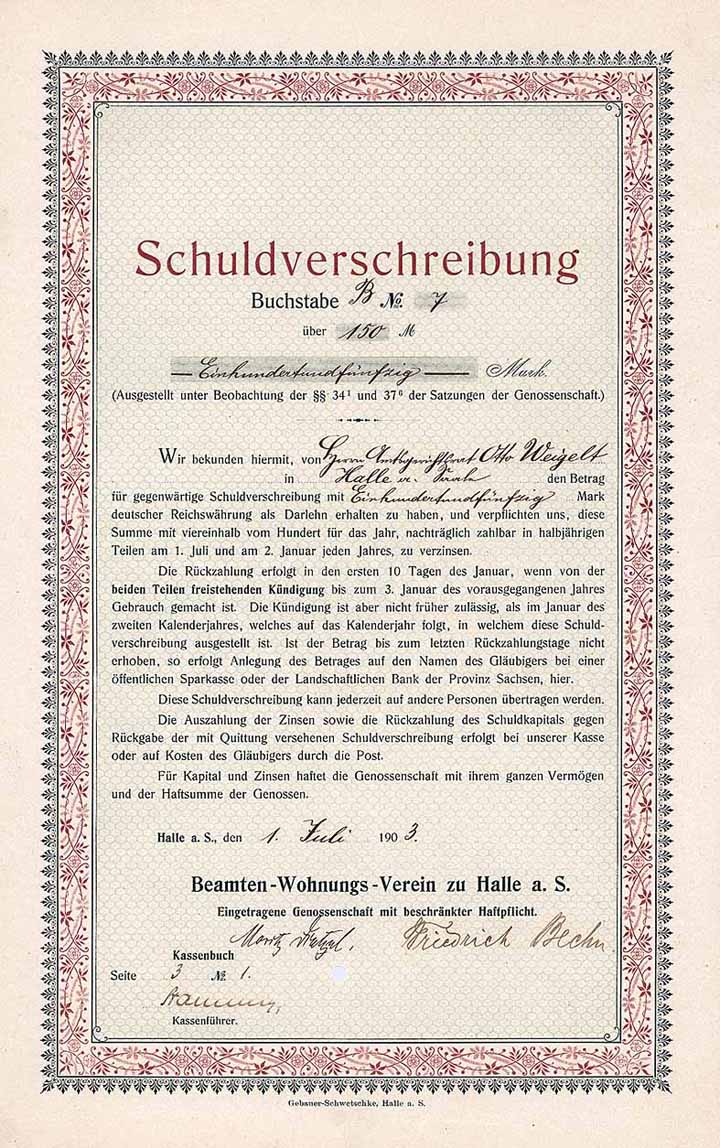 Schuldverschreibung
Buchstabe B No. 7
über 150 M
— Einhundertundfünfzig — Mark.
(Ausgestellt unter Beobachtung der §§ 34¹ und 37⁶ der Satzungen der Genossenschaft.)
Wir bekunden hiermit, von Herrn Amtsgerichtsrat Otto Weigelt
in Halle a. Saale den Betrag
für gegenwärtige Schuldverschreibung mit Einhundertundfünfzig Mark
deutscher Reichswährung als Darlehn erhalten zu haben, und verpflichten uns, diese
Summe mit viereinhalb vom Hundert für das Jahr, nachträglich zahlbar in halbjährigen
Teilen am 1. Juli und am 2. Januar jeden Jahres, zu verzinsen.
Die Rückzahlung erfolgt in den ersten 10 Tagen des Januar, wenn von der
beiden Teilen freistehenden Kündigung bis zum 3. Januar des vorausgegangenen Jahres
Gebrauch gemacht ist. Die Kündigung ist aber nicht früher zulässig, als im Januar des
zweiten Kalenderjahres, welches auf das Kalenderjahr folgt, in welchem diese Schuld-
verschreibung ausgestellt ist. Ist der Betrag bis zum letzten Rückzahlungstage nicht
erhoben, so erfolgt Anlegung des Betrages auf den Namen des Gläubigers bei einer
öffentlichen Sparkasse oder der Landschaftlichen Bank der Provinz Sachsen, hier.
Diese Schuldverschreibung kann jederzeit auf andere Personen übertragen werden.
Die Auszahlung der Zinsen sowie die Rückzahlung des Schuldkapitals gegen
Rückgabe der mit Quittung versehenen Schuldverschreibung erfolgt bei unserer Kasse
oder auf Kosten des Gläubigers durch die Post.
Für Kapital und Zinsen haftet die Genossenschaft mit ihrem ganzen Vermögen
und der Haftsumme der Genossen.
Halle a. S., den 1. Juli 1903.
Beamten-Wohnungs-Verein zu Halle a. S.
Eingetragene Genossenschaft mit beschränkter Haftpflicht.
Moritz Friedrich
Kassenbuch
Seite 3 No 1.
Kassenführer.
Gebauer-Schwetschke, Halle a. S.